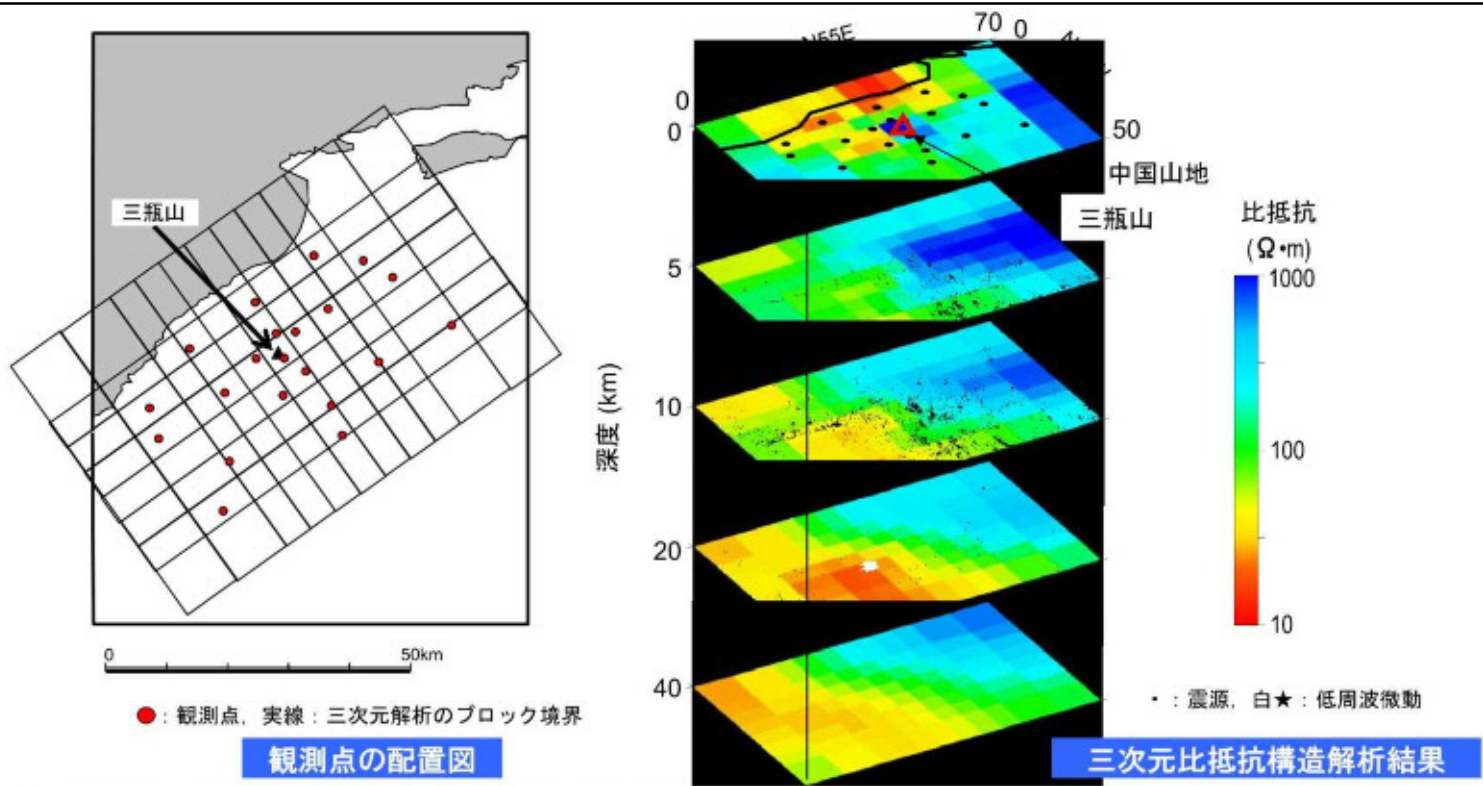 三瓶山
0 50km
●：観測点，実線：三次元解析のブロック境界
観測点の配置図
N55E
70 0
0
0
50
中国山地
三瓶山
5
10
20
40
深度 (km)
比抵抗
(Ω・m)
1000
100
10
・：震源，白★：低周波微動
三次元比抵抗構造解析結果